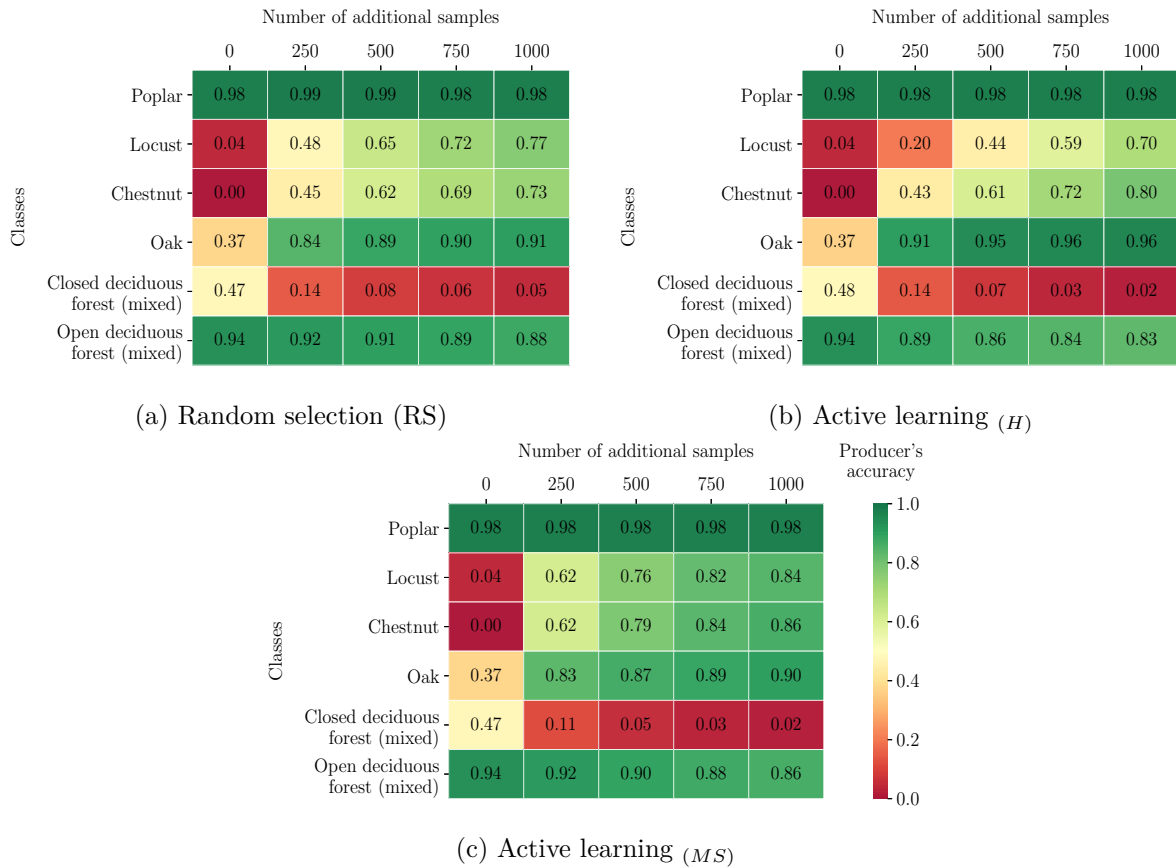 Number of additional samples
0 250 500 750 1000
Classes
Poplar 0.98 0.99 0.99 0.98 0.98
Locust 0.04 0.48 0.65 0.72 0.77
Chestnut 0.00 0.45 0.62 0.69 0.73
Oak 0.37 0.84 0.89 0.90 0.91
Closed deciduous
forest (mixed) 0.47 0.14 0.08 0.06 0.05
Open deciduous
forest (mixed) 0.94 0.92 0.91 0.89 0.88
(a) Random selection (RS)
Number of additional samples
0 250 500 750 1000
Classes
Poplar 0.98 0.98 0.98 0.98 0.98
Locust 0.04 0.20 0.44 0.59 0.70
Chestnut 0.00 0.43 0.61 0.72 0.80
Oak 0.37 0.91 0.95 0.96 0.96
Closed deciduous
forest (mixed) 0.48 0.14 0.07 0.03 0.02
Open deciduous
forest (mixed) 0.94 0.89 0.86 0.84 0.83
(b) Active learning (H)
Number of additional samples
0 250 500 750 1000
Classes
Poplar 0.98 0.98 0.98 0.98 0.98
Locust 0.04 0.62 0.76 0.82 0.84
Chestnut 0.00 0.62 0.79 0.84 0.86
Oak 0.37 0.83 0.87 0.89 0.90
Closed deciduous
forest (mixed) 0.47 0.11 0.05 0.03 0.02
Open deciduous
forest (mixed) 0.94 0.92 0.90 0.88 0.86
Producer's
accuracy
1.0
0.8
0.6
0.4
0.2
0.0
(c) Active learning (MS)